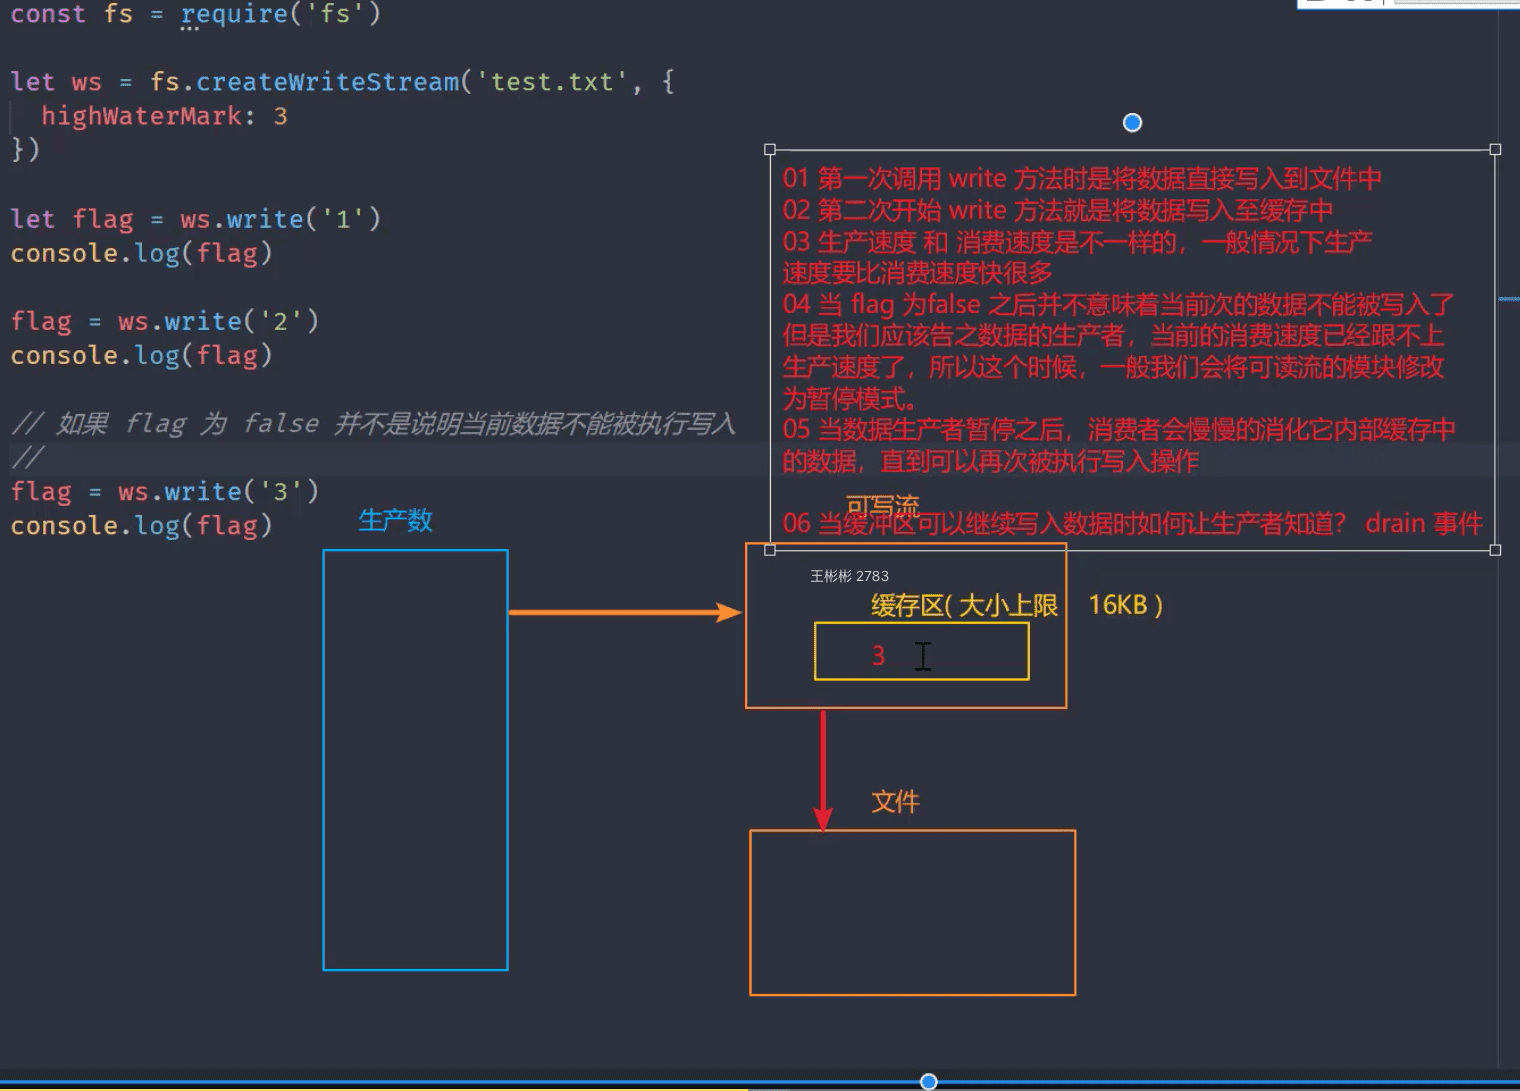 const fs = require('fs')
let ws = fs.createWriteStream('test.txt', {
highWaterMark: 3
})
let flag = ws.write('1')
console.log(flag)
flag = ws.write('2')
console.log(flag)
// 如果 flag 为 false 并不是说明当前数据不能被执行写入
//
flag = ws.write('3')
console.log(flag)
01 第一次调用 write 方法时是将数据直接写入到文件中
02 第二次开始 write 方法就是将数据写入至缓存中
03 生产速度 和 消费速度是不一样的，一般情况下生产
速度要比消费速度快很多
04 当 flag 为false 之后并不意味着当前次的数据不能被写入了
但是我们应该告之数据的生产者，当前的消费速度已经跟不上
生产速度了，所以这个时候，一般我们会将可读流的模块修改
为暂停模式。
05 当数据生产者暂停之后，消费者会慢慢的消化它内部缓存中
的数据，直到可以再次被执行写入操作
可写流
06 当缓冲区可以继续写入数据时如何让生产者知道？ drain 事件
生产数
王彬彬 2783
缓存区( 大小上限 16KB )
3
文件